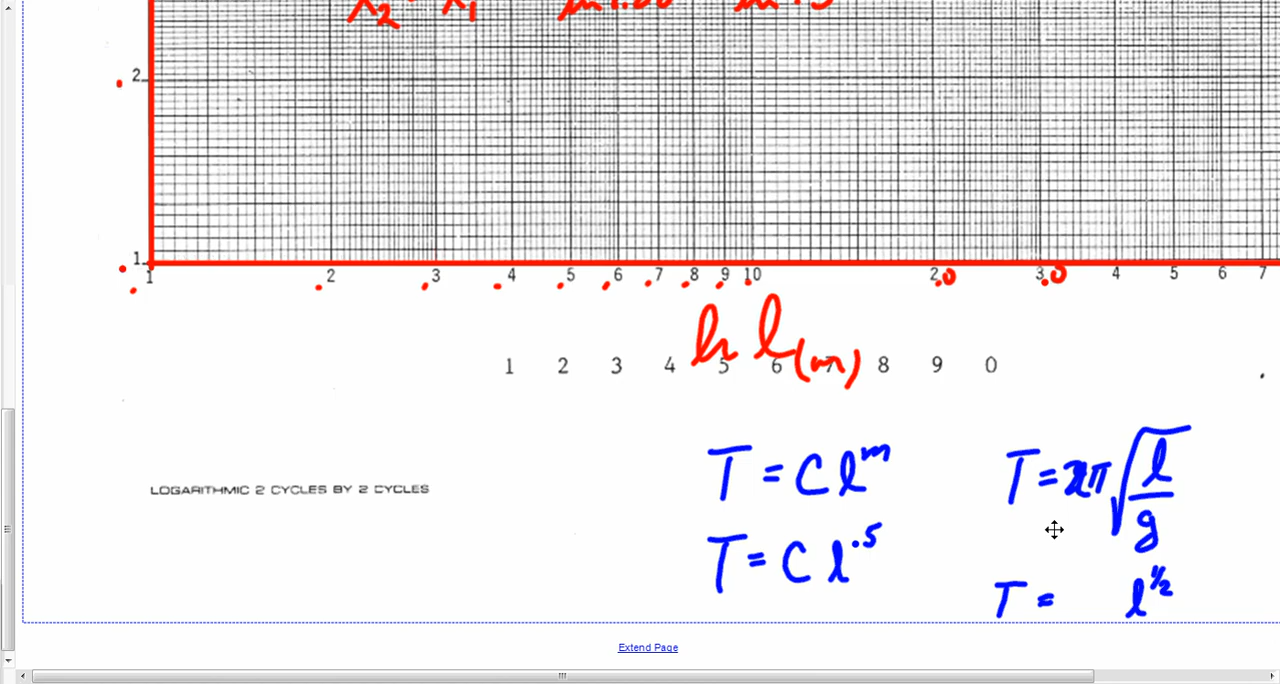 2
1
.1 .2 .3 .4 .5 .6 .7 .8 .9 10 2.0 3.0 4 5 6 7
ln l (m)
1 2 3 4 5 6 7 8 9 0
T = C l^m
T = 2π√(l/g)
LOGARITHMIC 2 CYCLES BY 2 CYCLES
T = C l^.5
T = l^1/2
Extend Page